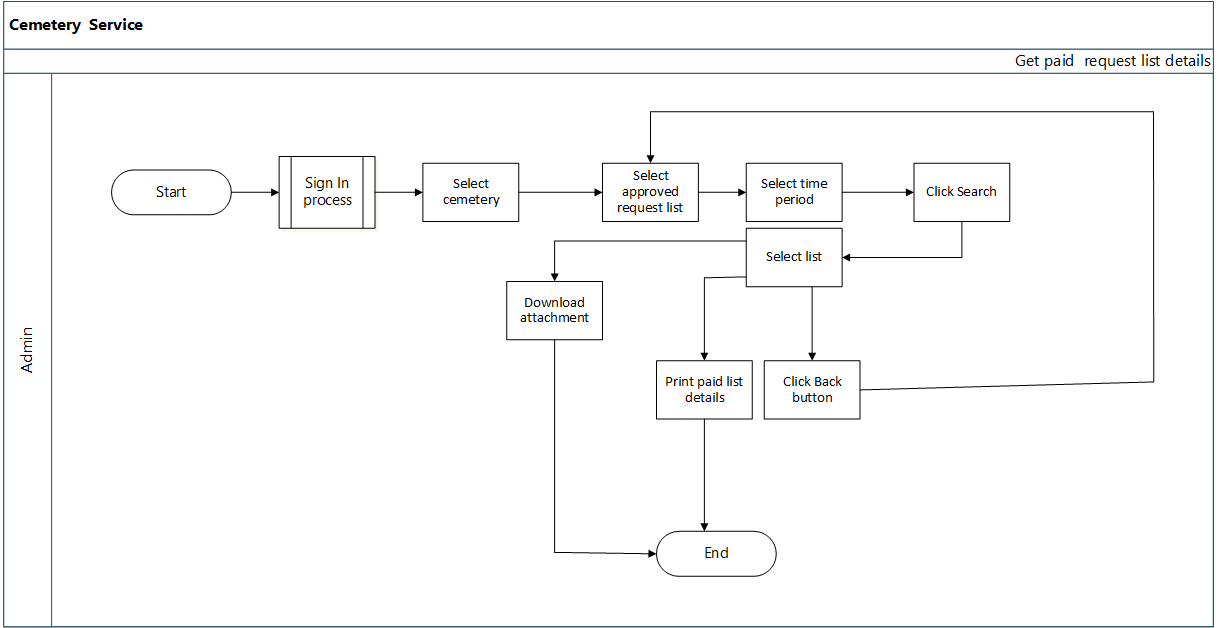 Cemetery Service
Get paid request list details
Admin
Start
Sign In
process
Select
cemetery
Select
approved
request list
Select time
period
Click Search
Select list
Download
attachment
Print paid list
details
Click Back
button
End